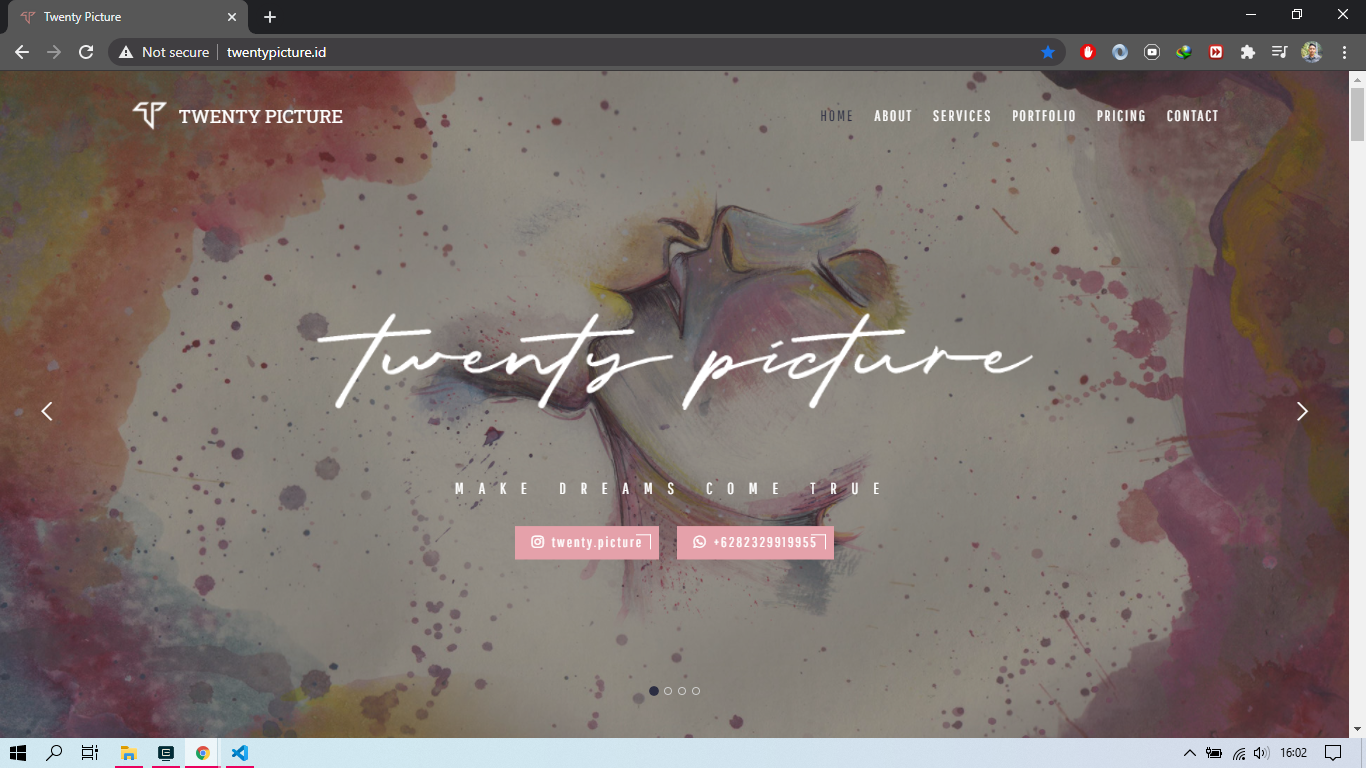 Twenty Picture
Not secure
twentypicture.id
TWENTY PICTURE
HOME
ABOUT
SERVICES
PORTFOLIO
PRICING
CONTACT
twenty picture
MAKE DREAMS COME TRUE
twenty.picture
+6282329919955
16:02